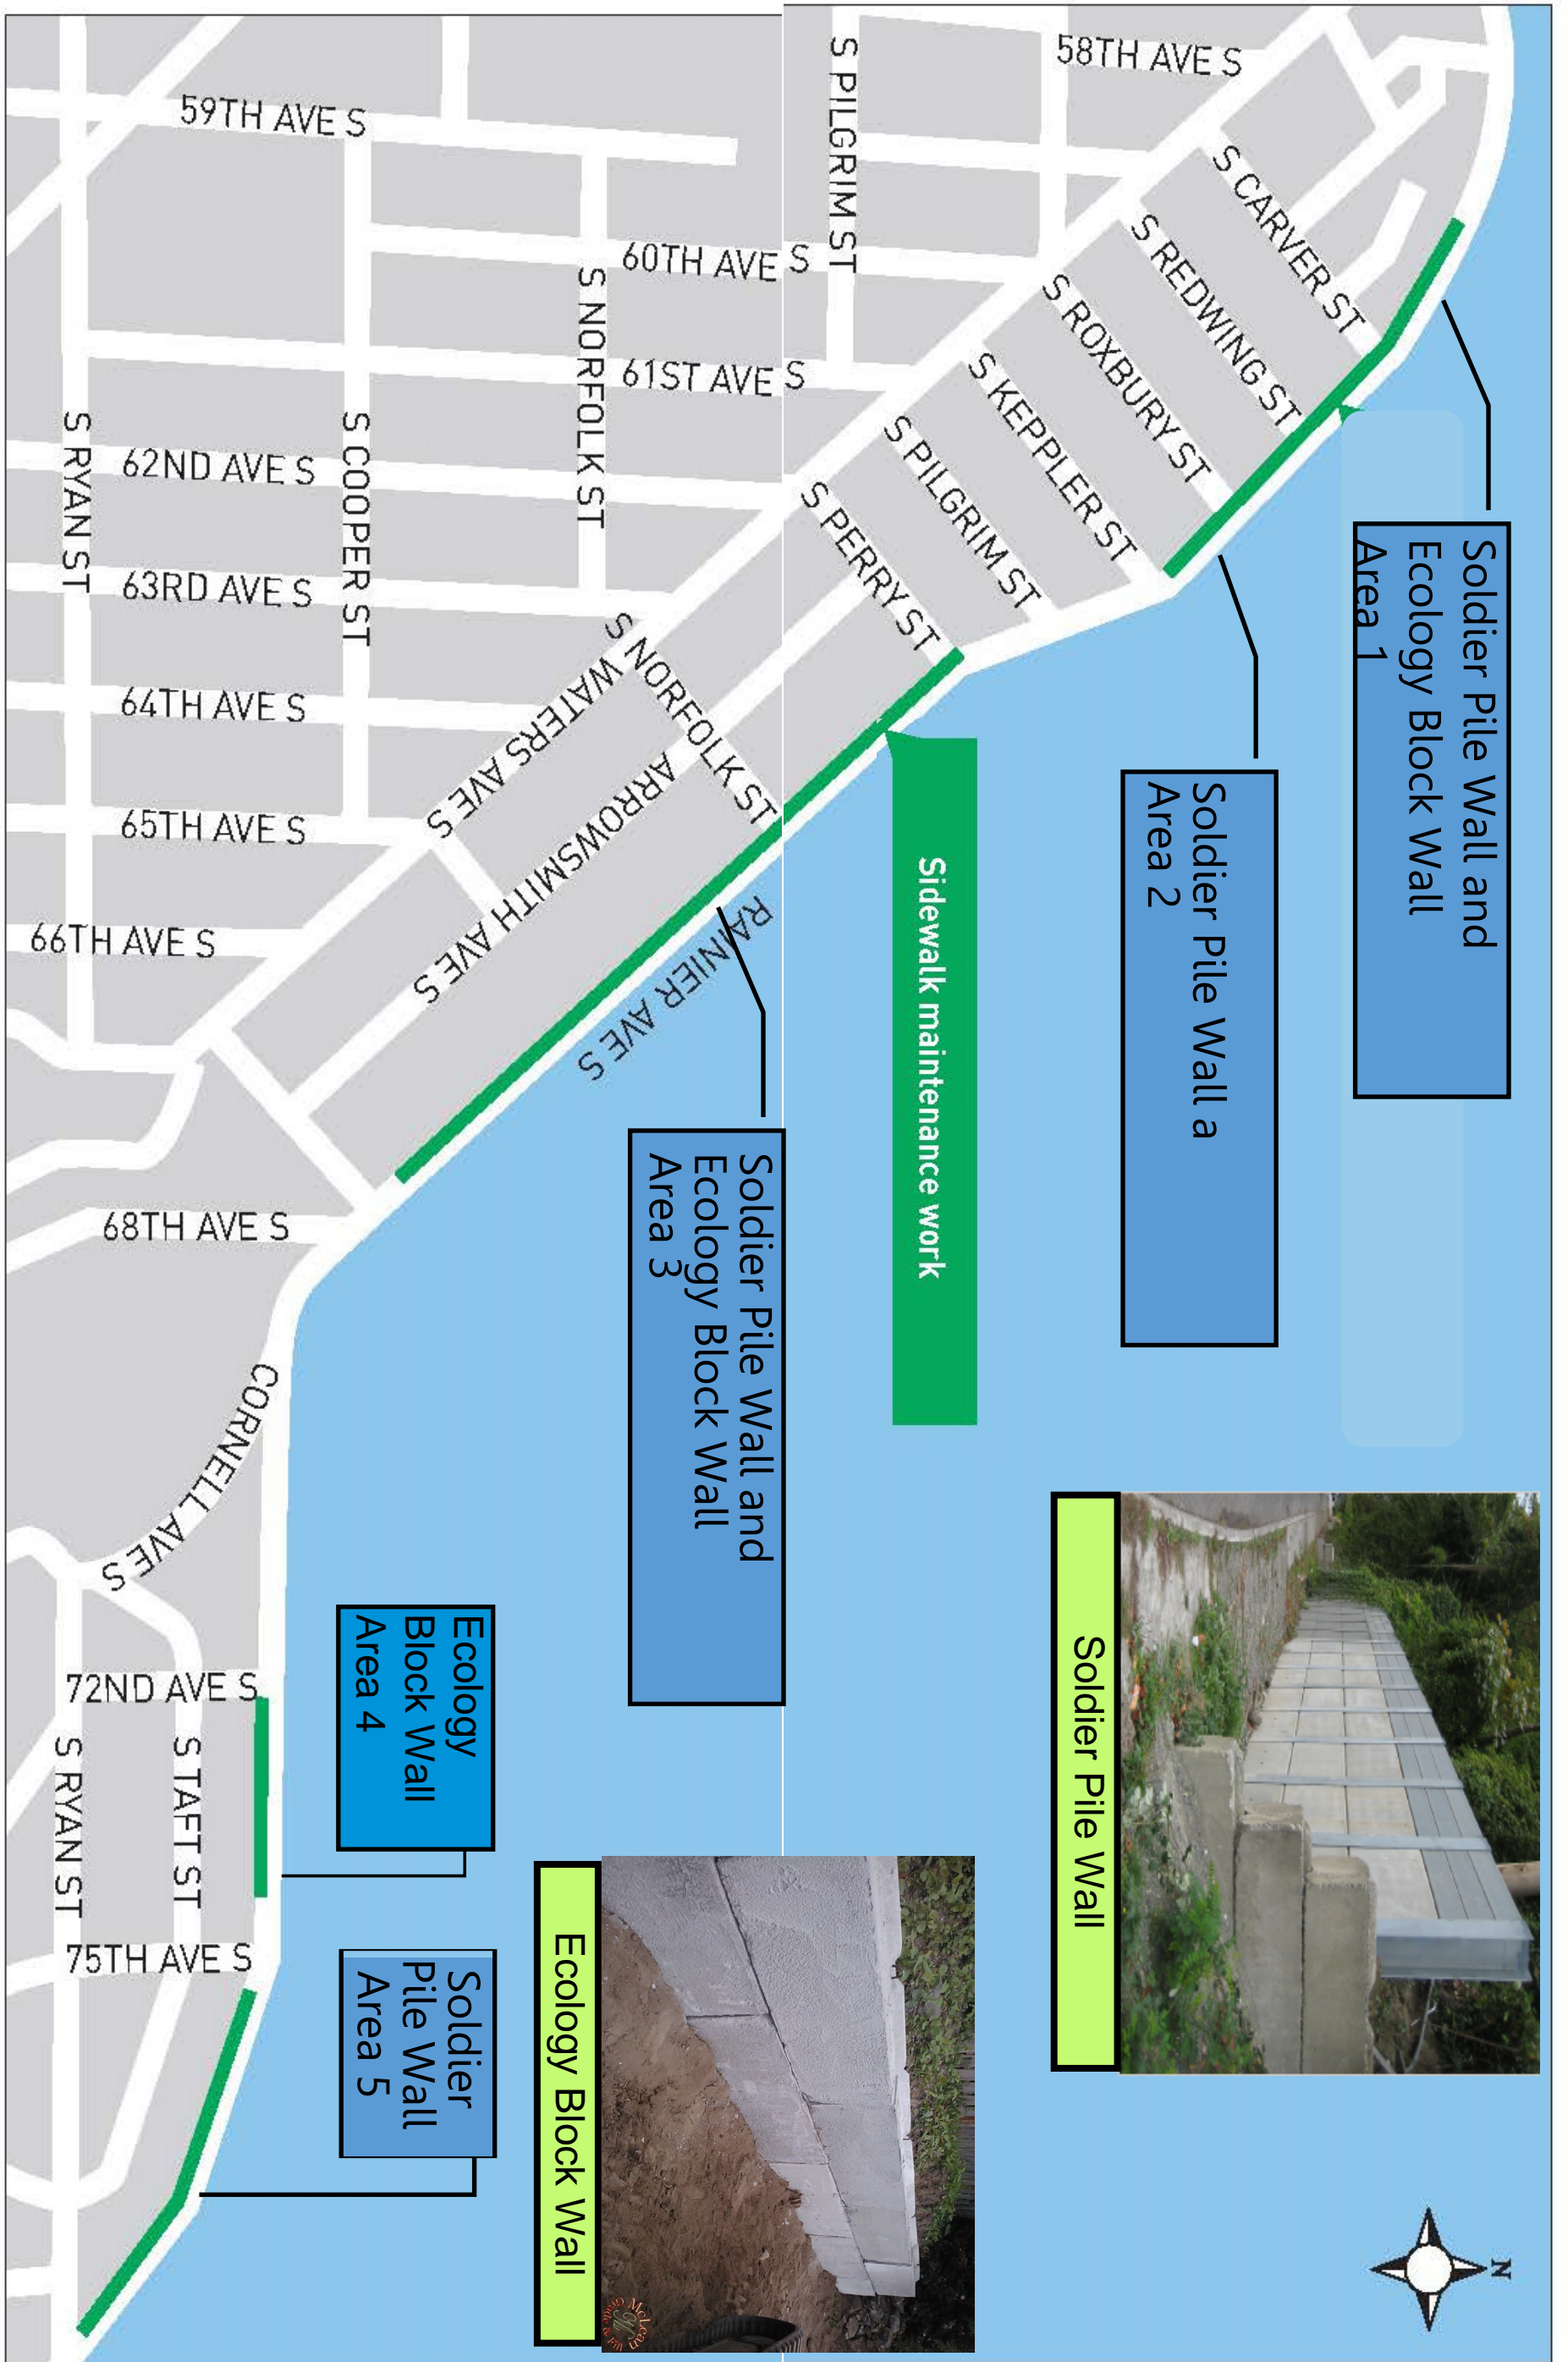 58TH AVE S
S PILGRIM ST
59TH AVE S
S CARVER ST
S REDWING ST
S ROXBURY ST
S KEPPLER ST
S PILGRIM ST
S PERRY ST
60TH AVE S
S NORFOLK ST
61ST AVE S
S RYAN ST
S COOPER ST
62ND AVE S
63RD AVE S
64TH AVE S
65TH AVE S
66TH AVE S
S NORFOLK ST
WATERS AVE S
ARROWSMITH AVE S
RAINIER AVE S
68TH AVE S
CORNELL AVE S
72ND AVE S
S TAFT ST
S RYAN ST
75TH AVE S
Soldier Pile Wall and
Ecology Block Wall
Area 1
Soldier Pile Wall a
Area 2
Sidewalk maintenance work
Soldier Pile Wall and
Ecology Block Wall
Area 3
Ecology
Block Wall
Area 4
Soldier
Pile Wall
Area 5
Soldier Pile Wall
Ecology Block Wall
McLean
N